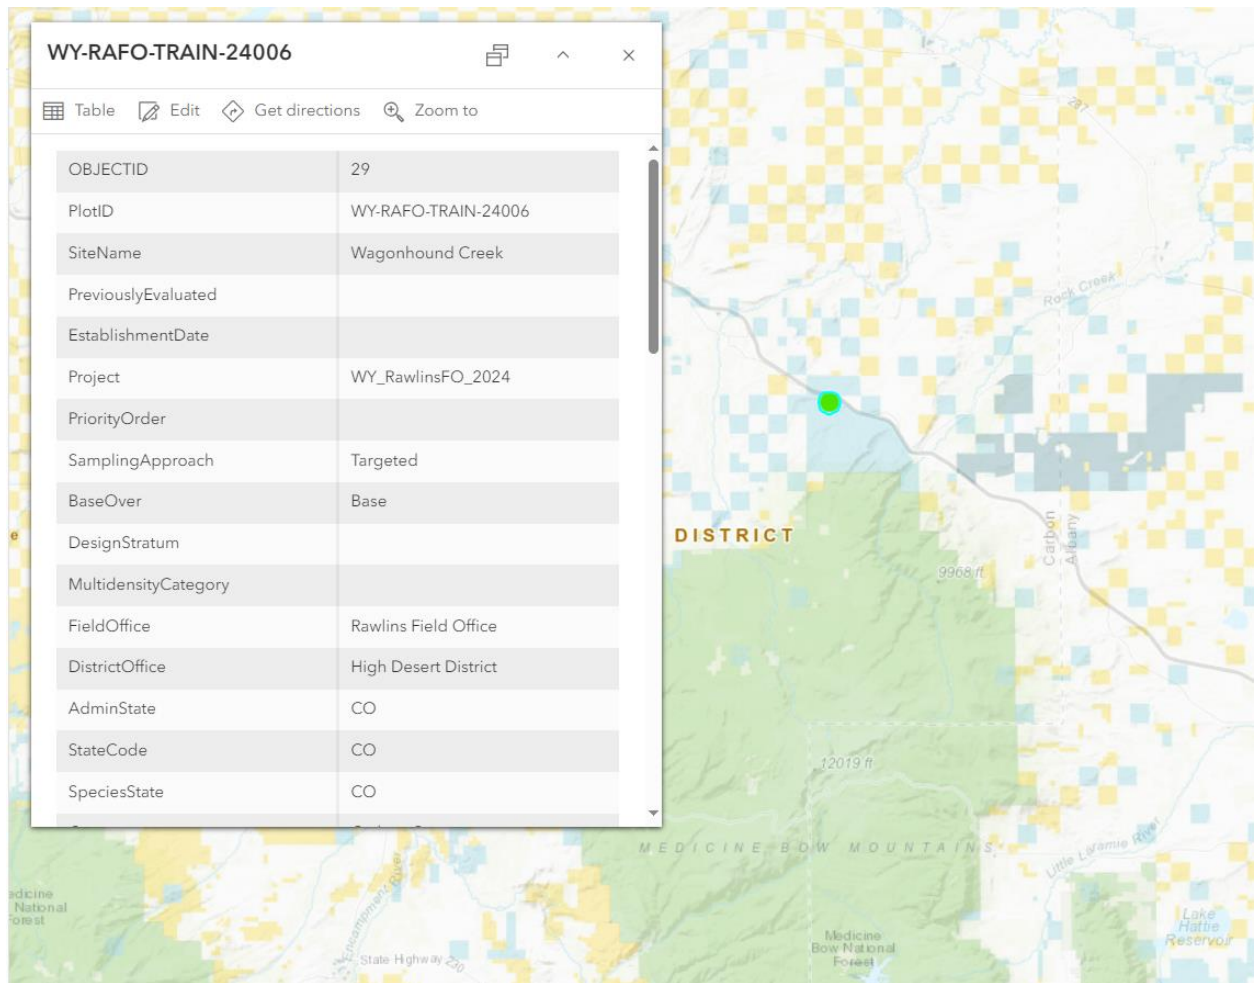 WY-RAFO-TRAIN-24006
Table Edit Get directions Zoom to
OBJECTID 29
PlotID WY-RAFO-TRAIN-24006
SiteName Wagonhound Creek
PreviouslyEvaluated
EstablishmentDate
Project WY_RawlinsFO_2024
PriorityOrder
SamplingApproach Targeted
BaseOver Base
DesignStratum
MultidensityCategory
FieldOffice Rawlins Field Office
DistrictOffice High Desert District
AdminState CO
StateCode CO
SpeciesState CO
287
Rock Creek
Carbon
Albany
e
DISTRICT
9968 ft
12019 ft
MEDICINE BOW MOUNTAINS
Little Laramie River
Encampment River
State Highway 230
edicine
National
Forest
Medicine
Bow National
Forest
Lake
Hattie
Reservoir